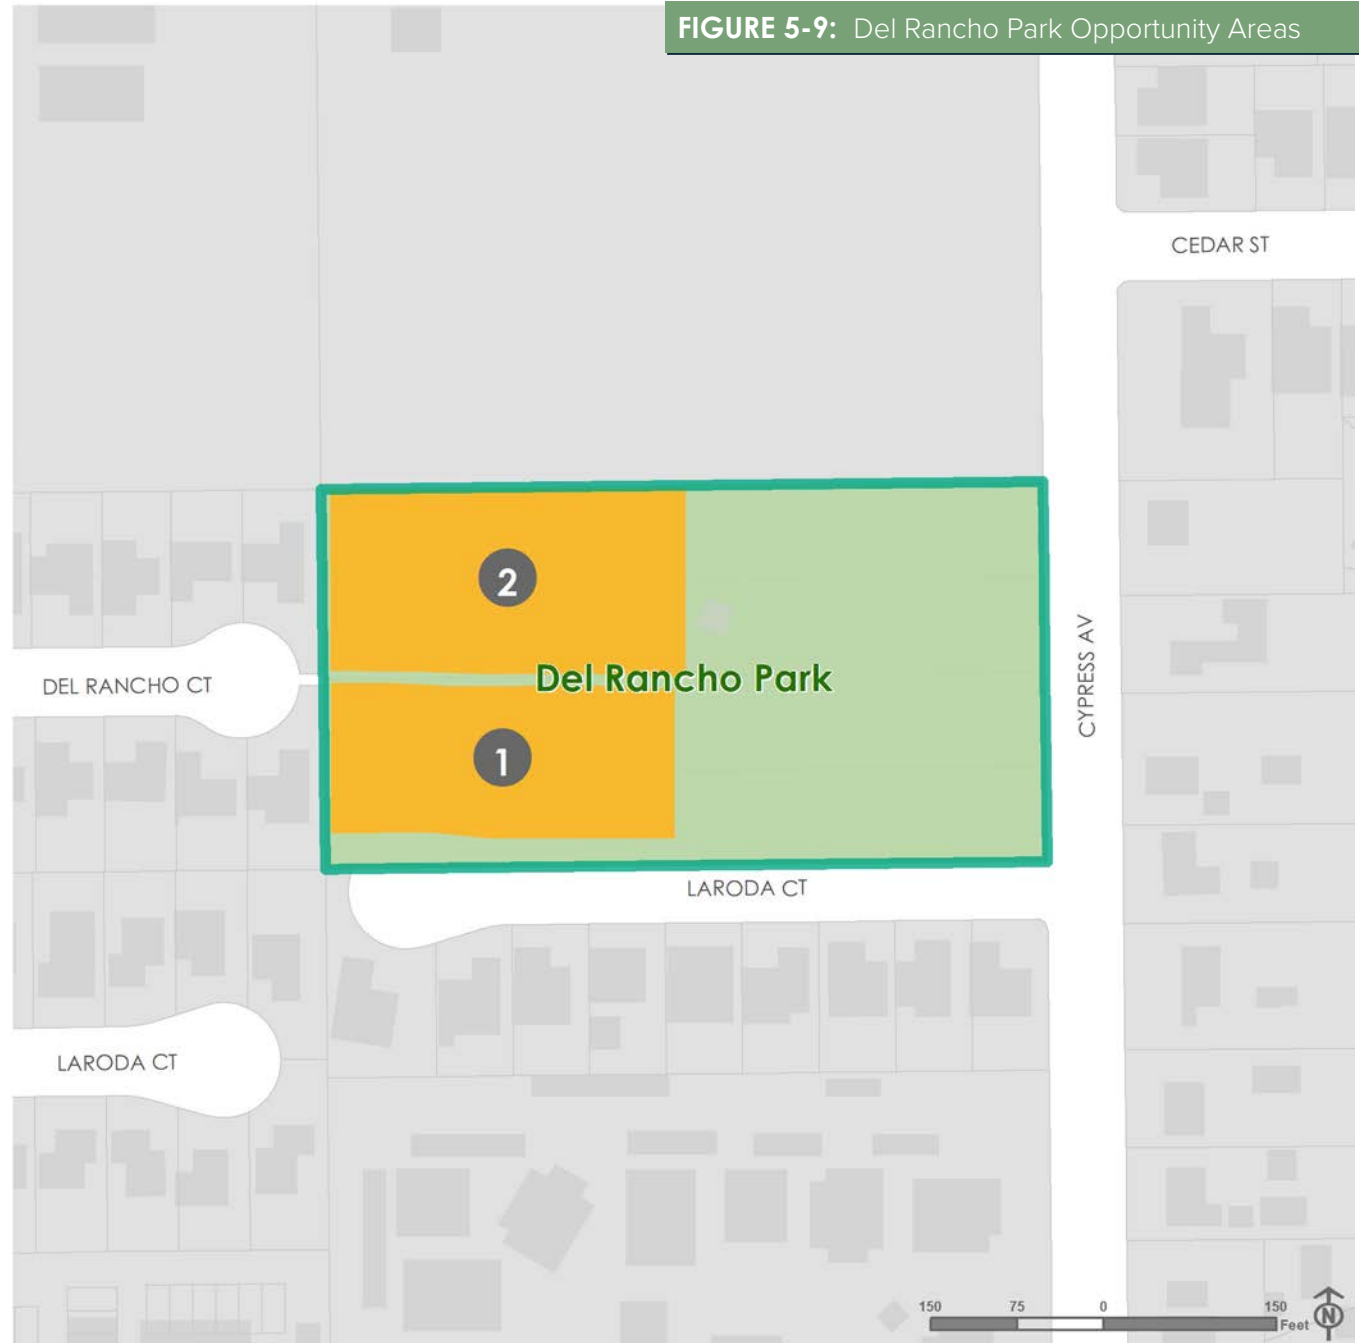 FIGURE 5-9: Del Rancho Park Opportunity Areas
CEDAR ST
2
DEL RANCHO CT
Del Rancho Park
CYPRESS AV
1
LARODA CT
LARODA CT
150 75 0 150
Feet
N